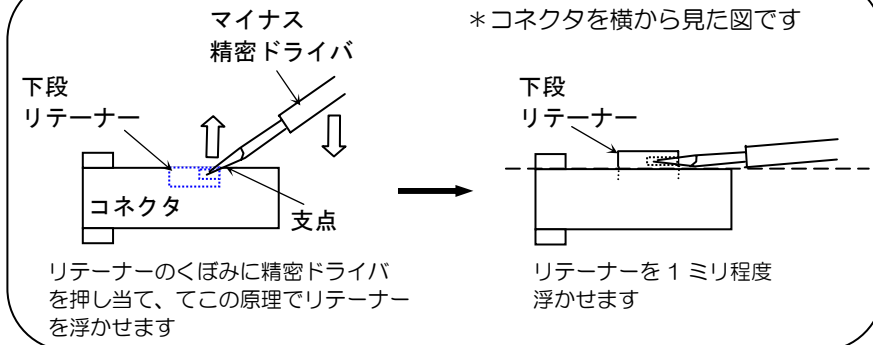 マイナス
精密ドライバ
＊コネクタを横から見た図です
下段
リテーナー
コネクタ
支点
リテーナーのくぼみに精密ドライバ
を押し当て、てこの原理でリテーナー
を浮かせます
下段
リテーナー
リテーナーを 1 ミリ程度
浮かせます